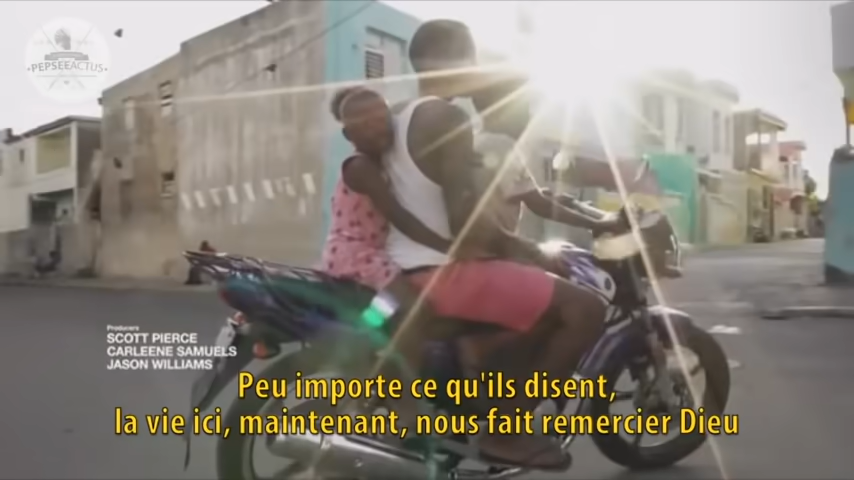 PEPSEEACTUS
Producers
SCOTT PIERCE
CARLEENE SAMUELS
JASON WILLIAMS
Peu importe ce qu'ils disent,
la vie ici, maintenant, nous fait remercier Dieu